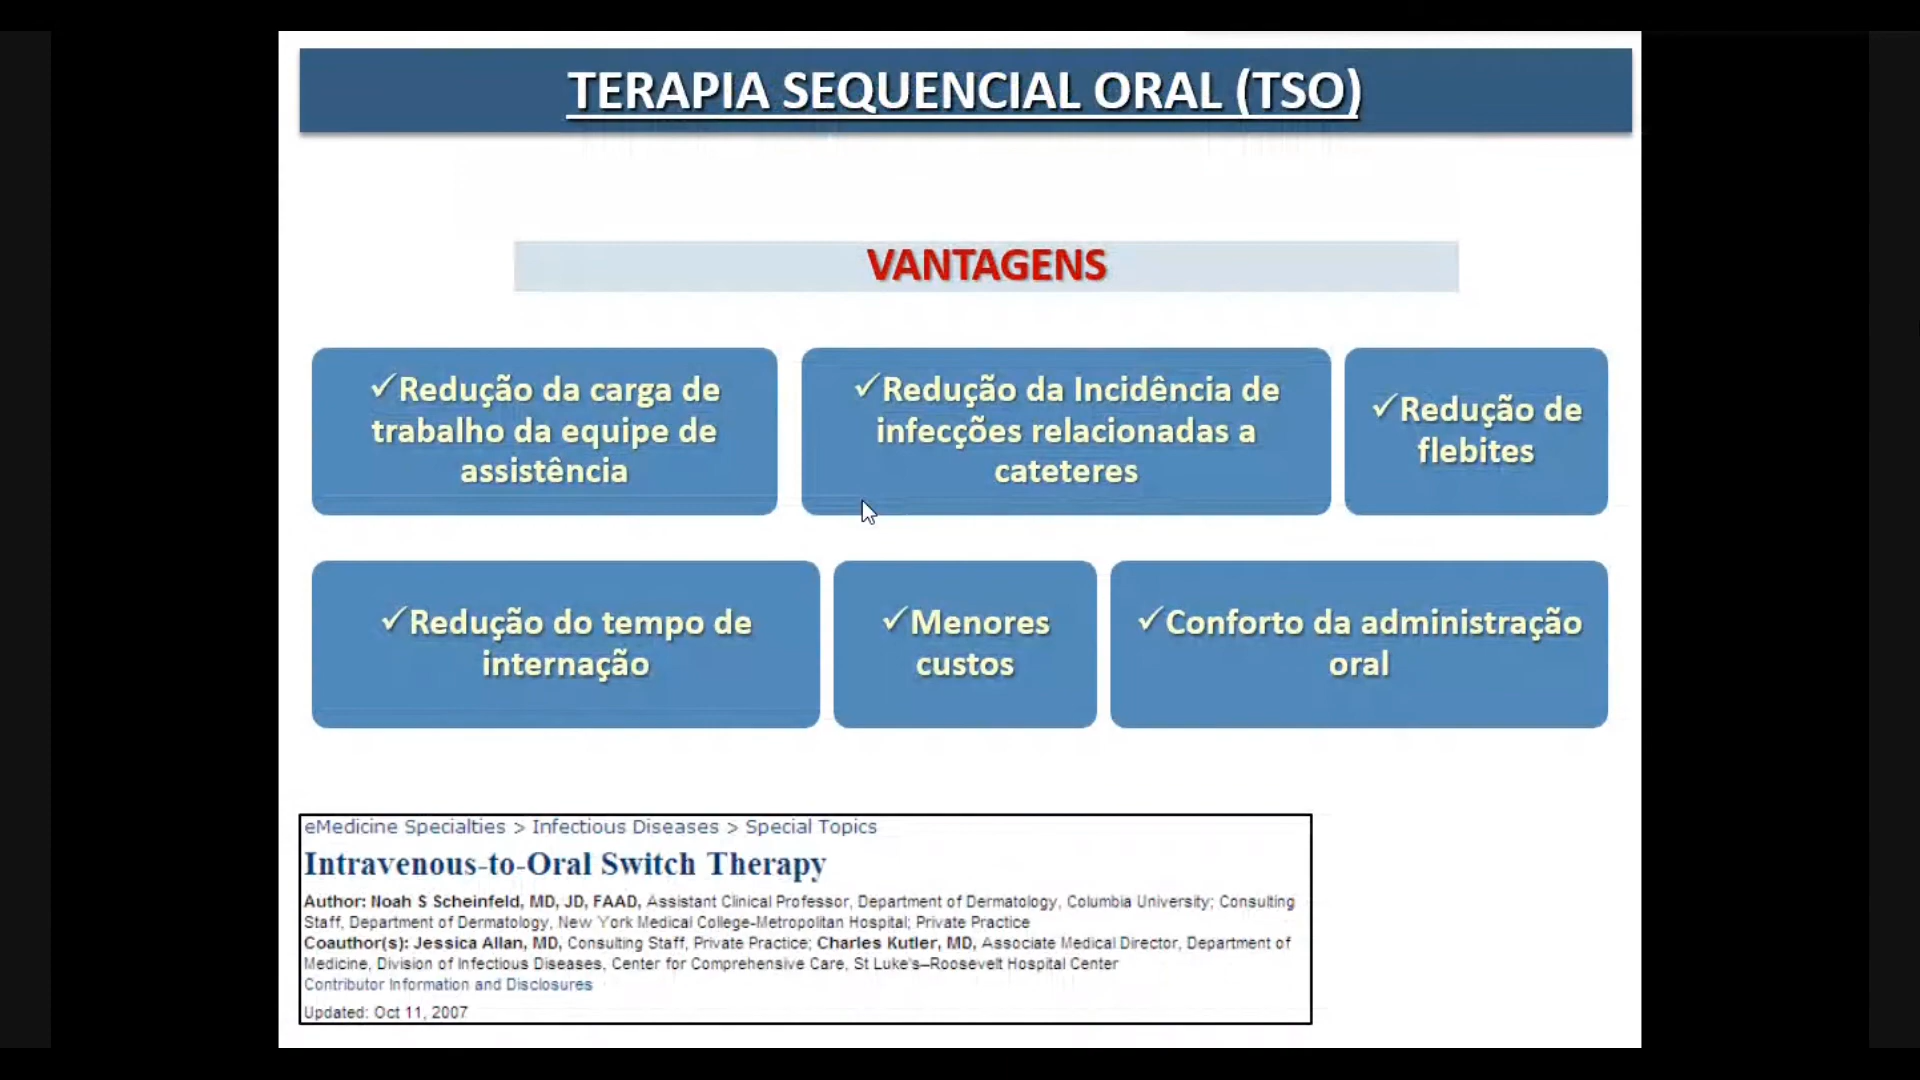 TERAPIA SEQUENCIAL ORAL (TSO)
VANTAGENS
✓Redução da carga de
trabalho da equipe de
assistência
✓Redução da Incidência de
infecções relacionadas a
cateteres
✓Redução de
flebites
✓Redução do tempo de
internação
✓Menores
custos
✓Conforto da administração
oral
eMedicine Specialties > Infectious Diseases > Special Topics
Intravenous-to-Oral Switch Therapy
Author: Noah S Scheinfeld, MD, JD, FAAD, Assistant Clinical Professor, Department of Dermatology, Columbia University; Consulting
Staff, Department of Dermatology, New York Medical College-Metropolitan Hospital; Private Practice
Coauthor(s): Jessica Allan, MD, Consulting Staff, Private Practice; Charles Kutler, MD, Associate Medical Director, Department of
Medicine, Division of Infectious Diseases, Center for Comprehensive Care, St Luke's–Roosevelt Hospital Center
Contributor Information and Disclosures
Updated: Oct 11, 2007